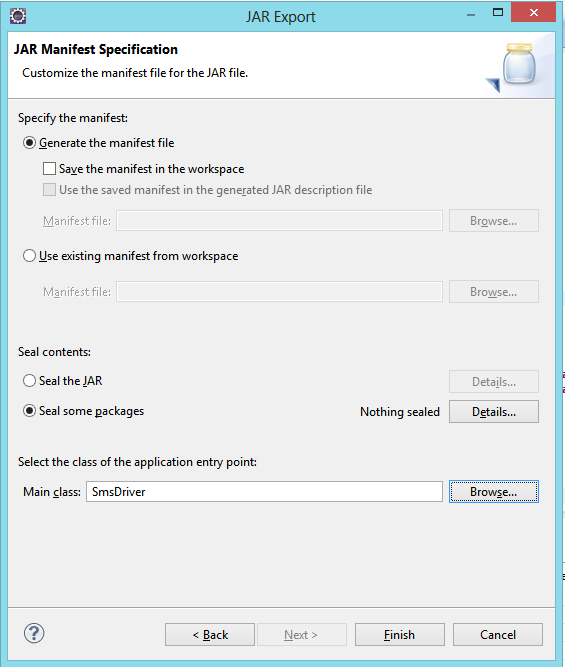 JAR Export
JAR Manifest Specification
Customize the manifest file for the JAR file.
Specify the manifest:
Generate the manifest file
Save the manifest in the workspace
Use the saved manifest in the generated JAR description file
Manifest file:
Browse...
Use existing manifest from workspace
Manifest file:
Browse...
Seal contents:
Seal the JAR
Details...
Seal some packages
Nothing sealed
Details...
Select the class of the application entry point:
Main class:
SmsDriver
Browse...
?
< Back
Next >
Finish
Cancel